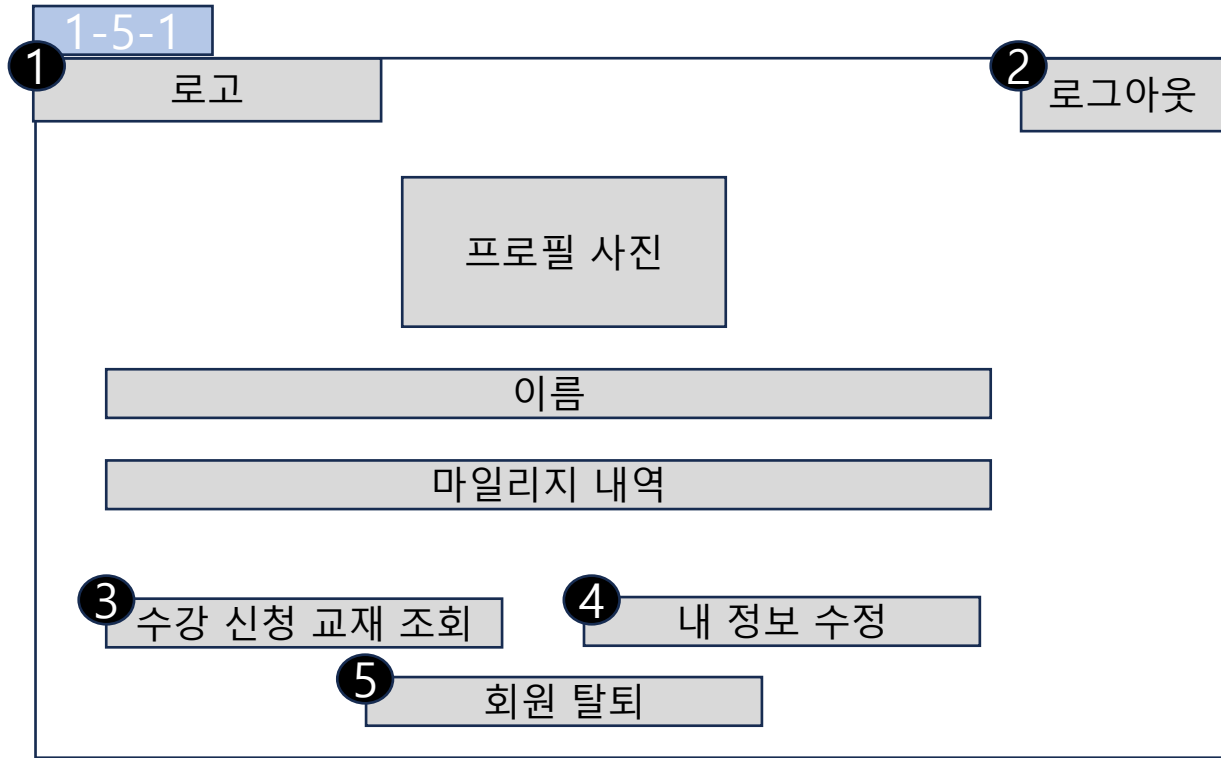 1-5-1
1
로고
2
로그아웃
프로필 사진
이름
마일리지 내역
3
수강 신청 교재 조회
4
내 정보 수정
5
회원 탈퇴